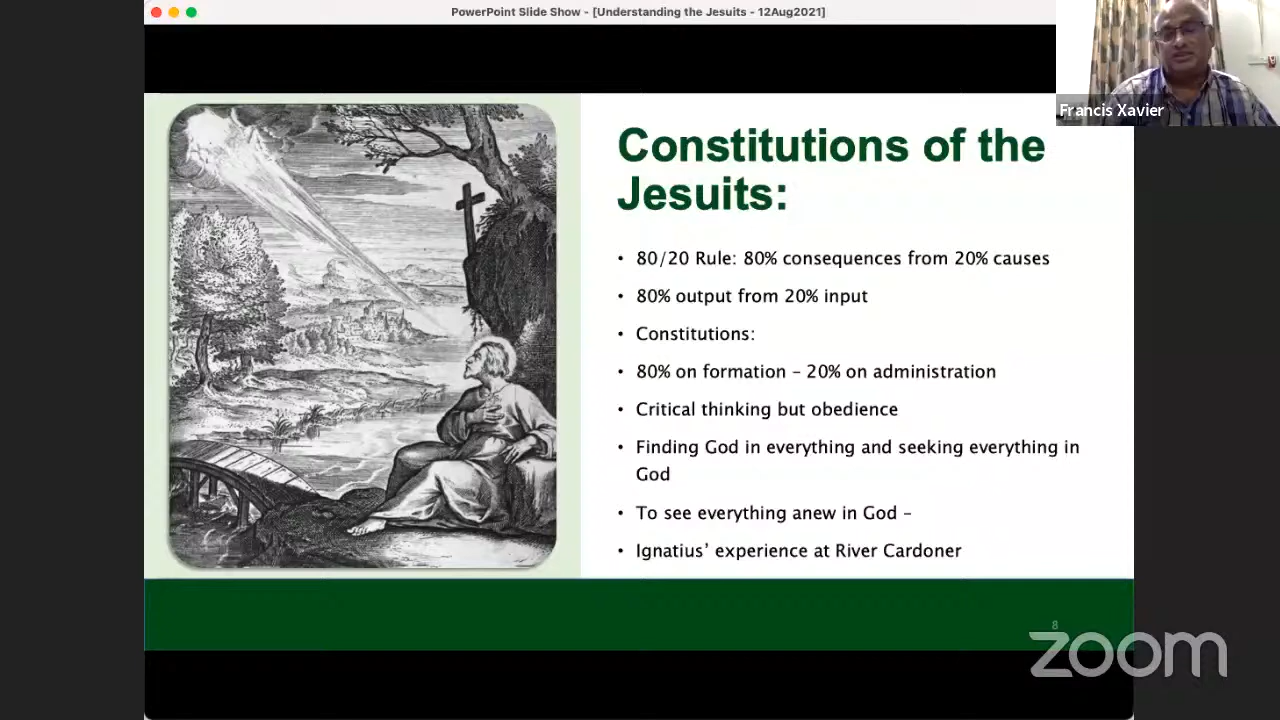 PowerPoint Slide Show - [Understanding the Jesuits - 12Aug2021]
Francis Xavier
Constitutions of the
Jesuits:
• 80/20 Rule: 80% consequences from 20% causes
• 80% output from 20% input
• Constitutions:
• 80% on formation – 20% on administration
• Critical thinking but obedience
• Finding God in everything and seeking everything in
God
• To see everything anew in God –
• Ignatius’ experience at River Cardoner
8
zoom